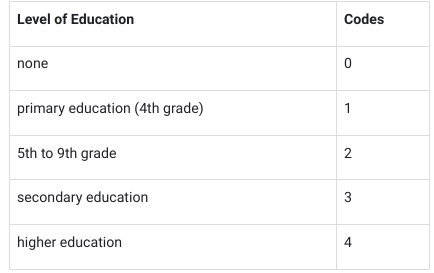 Level of Education Codes
none 0
primary education (4th grade) 1
5th to 9th grade 2
secondary education 3
higher education 4